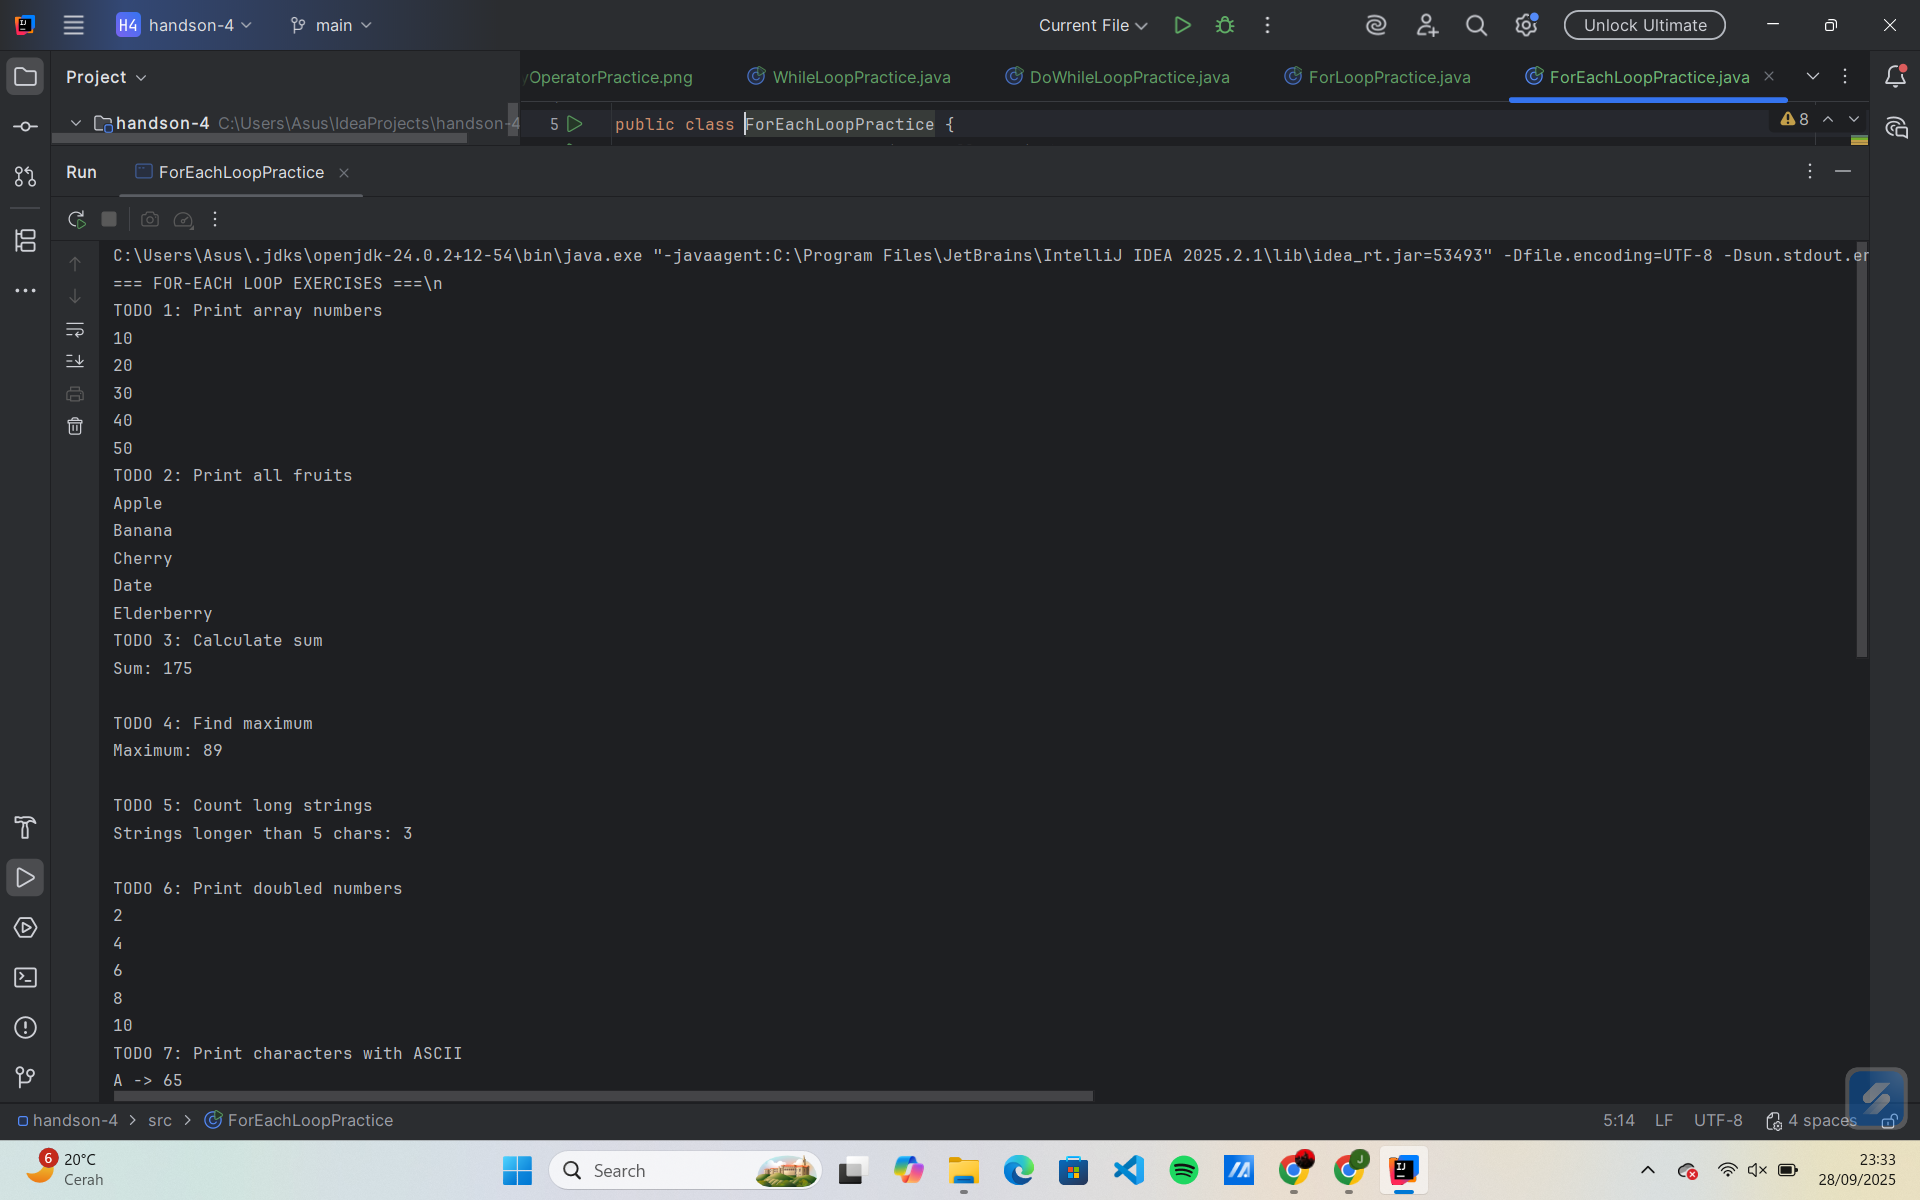 H4 handson-4 main Current File Unlock Ultimate
Project
OperatorPractice.png WhileLoopPractice.java DoWhileLoopPractice.java ForLoopPractice.java ForEachLoopPractice.java
handson-4 C:\Users\Asus\IdeaProjects\handson-4
5 public class ForEachLoopPractice { 8
Run ForEachLoopPractice
C:\Users\Asus\.jdks\openjdk-24.0.2+12-54\bin\java.exe "-javaagent:C:\Program Files\JetBrains\IntelliJ IDEA 2025.2.1\lib\idea_rt.jar=53493" -Dfile.encoding=UTF-8 -Dsun.stdout.er
=== FOR-EACH LOOP EXERCISES ===\n
TODO 1: Print array numbers
10
20
30
40
50
TODO 2: Print all fruits
Apple
Banana
Cherry
Date
Elderberry
TODO 3: Calculate sum
Sum: 175
TODO 4: Find maximum
Maximum: 89
TODO 5: Count long strings
Strings longer than 5 chars: 3
TODO 6: Print doubled numbers
2
4
6
8
10
TODO 7: Print characters with ASCII
A -> 65
handson-4 > src > ForEachLoopPractice 5:14 LF UTF-8 4 spaces
6 20°C
Cerah
Search
J
IJ
23:33
28/09/2025